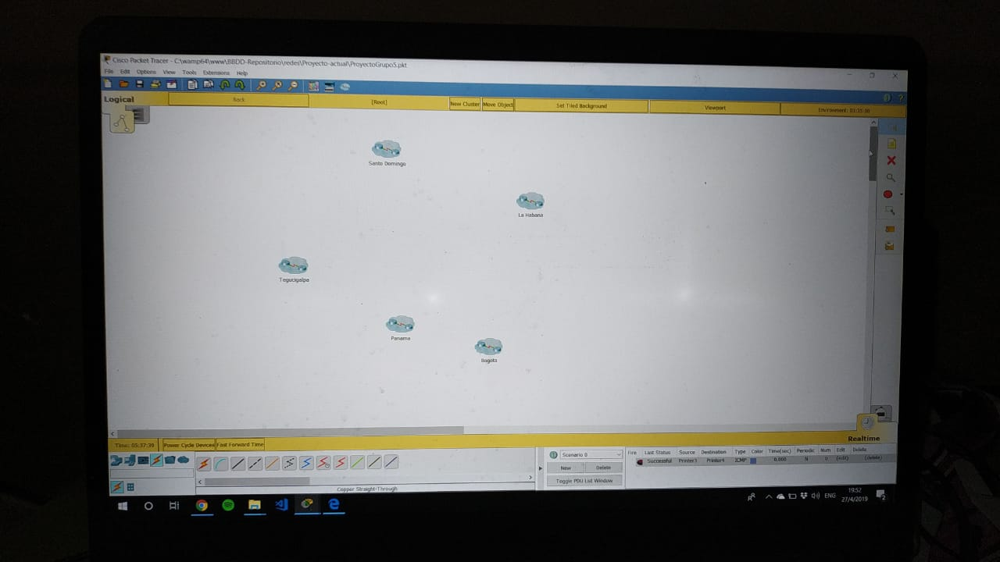 Cisco Packet Tracer - C:\wamp64\www\BBDD-Repositorio\redes\Proyecto-actual\ProyectoGrupo5.pkt
File Edit Options View Tools Extensions Help
Logical Back [Root] New Cluster Move Object Set Tiled Background Viewport Environment: 03:35:00
Santo Domingo
La Habana
Tegucigalpa
Panama
Bogota
Time: 05:37:39 Power Cycle Devices Fast Forward Time Realtime
Scenario 0
New Delete
Toggle PDU List Window
Fire Last Status Source Destination Type Color Time(sec) Periodic Num Edit Delete
Successful Printer3 Printer4 ICMP 0.000 N 0 (edit) (delete)
Copper Straight-Through
ENG
19:52
27/4/2019
2